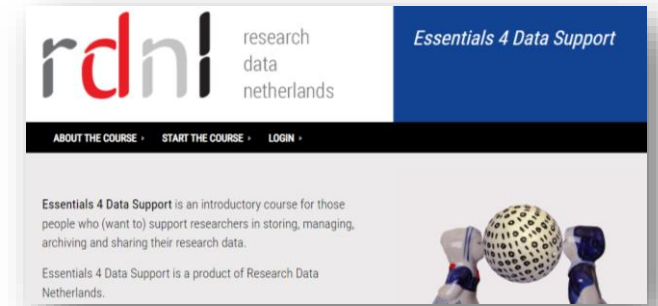 rdnl
research
data
netherlands
Essentials 4 Data Support
ABOUT THE COURSE
START THE COURSE
LOGIN
Essentials 4 Data Support is an introductory course for those
people who (want to) support researchers in storing, managing,
archiving and sharing their research data.
Essentials 4 Data Support is a product of Research Data
Netherlands.